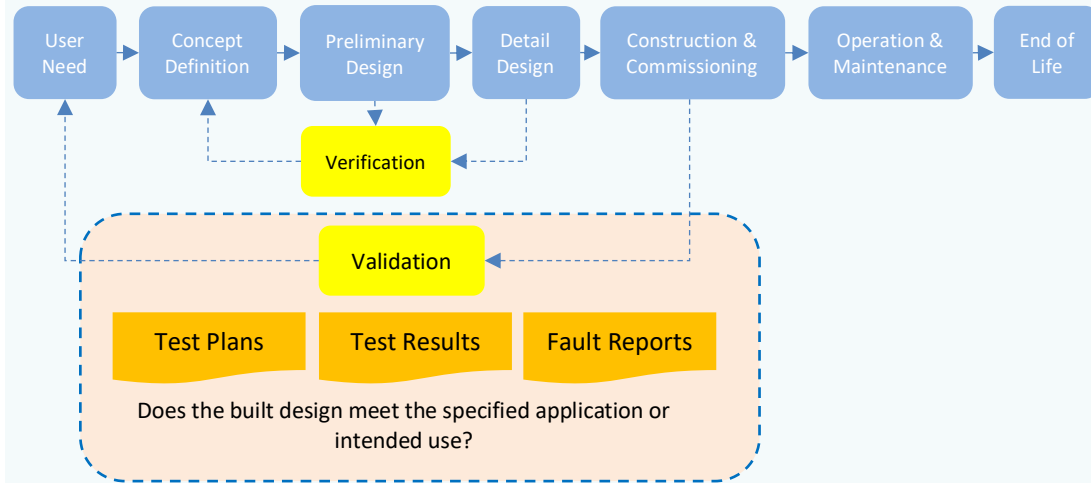 User
Need
Concept
Definition
Preliminary
Design
Detail
Design
Construction &
Commissioning
Operation &
Maintenance
End of
Life
Verification
Validation
Test Plans
Test Results
Fault Reports
Does the built design meet the specified application or
intended use?